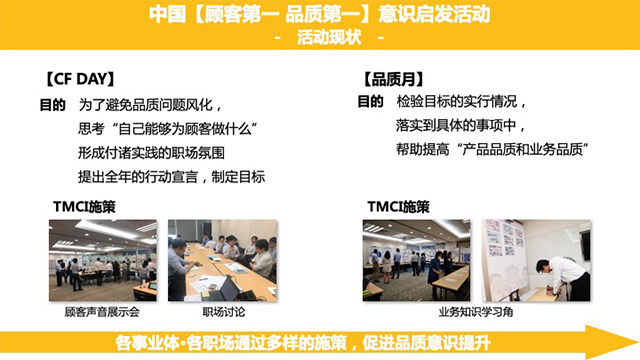 中国【顾客第一 品质第一】意识启发活动
- 活动现状 -
【CF DAY】
目的 为了避免品质问题风化，
思考“自己能够为顾客做什么”
形成付诸实践的职场氛围
提出全年的行动宣言，制定目标
TMCI施策
顾客声音展示会
职场讨论
【品质月】
目的 检验目标的实行情况，
落实到具体的事项中，
帮助提高“产品品质和业务品质”
TMCI施策
业务知识学习角
各事业体·各职场通过多样的施策，促进品质意识提升